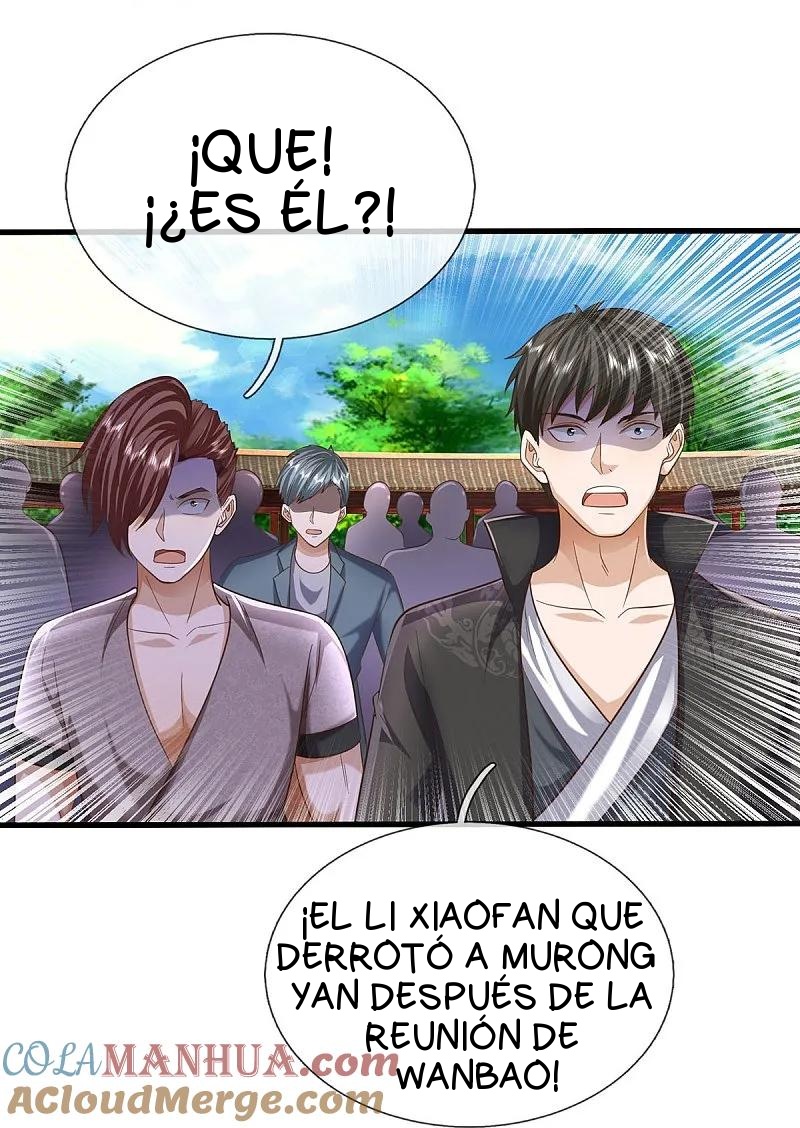 ¡QUE!
¡¿ES ÉL?!
¡EL LI XIAOFAN QUE
DERROTÓ A MURONG
YAN DESPUÉS DE LA
REUNIÓN DE
WANBAO!
COLAMANHUA.com
AcloudMerge.com